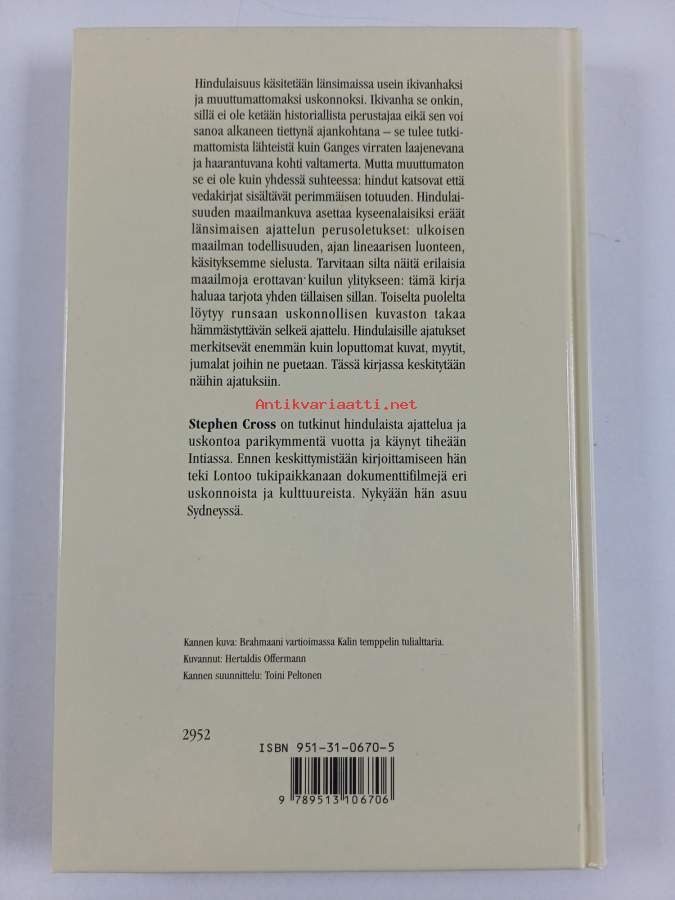 Hindulaisuus käsitetään länsimaissa usein ikivanhaksi
ja muuttumattomaksi uskonnoksi. Ikivanha se onkin,
sillä ei ole ketään historiallista perustajaa eikä sen voi
sanoa alkaneen tiettynä ajankohtana – se tulee tutki-
mattomista lähteistä kuin Ganges virraten laajenevana
ja haarantuvana kohti valtamerta. Mutta muuttumaton
se ei ole kuin yhdessä suhteessa: hindut katsovat että
vedakirjat sisältävät perimmäisen totuuden. Hindulai-
suuden maailmankuva asettaa kyseenalaisiksi eräät
länsimaisen ajattelun perusoletukset: ulkoisen
maailman todellisuuden, ajan lineaarisen luonteen,
käsityksemme sielusta. Tarvitaan silta näitä erilaisia
maailmoja erottavan kuilun ylitykseen: tämä kirja
haluaa tarjota yhden tällaisen sillan. Toiselta puolelta
löytyy runsaan uskonnollisen kuvaston takaa
hämmästyttävän selkeä ajattelu. Hindulaisille ajatukset
merkitsevät enemmän kuin loputtomat kuvat, myytit,
jumalat joihin ne puetaan. Tässä kirjassa keskitytään
näihin ajatuksiin.
Antikvariaatti.net
Stephen Cross on tutkinut hindulaista ajattelua ja
uskontoa parikymmentä vuotta ja käynyt tiheään
Intiassa. Ennen keskittymistään kirjoittamiseen hän
teki Lontoo tukipaikkanaan dokumenttifilmejä eri
uskonnoista ja kulttuureista. Nykyään hän asuu
Sydneyssä.
Kannen kuva: Brahmaani vartioimassa Kalin temppelin tulialttaria.
Kuvannut: Hertaldis Offermann
Kannen suunnittelu: Toini Peltonen
2952
ISBN 951-31-0670-5
9 789513 106706